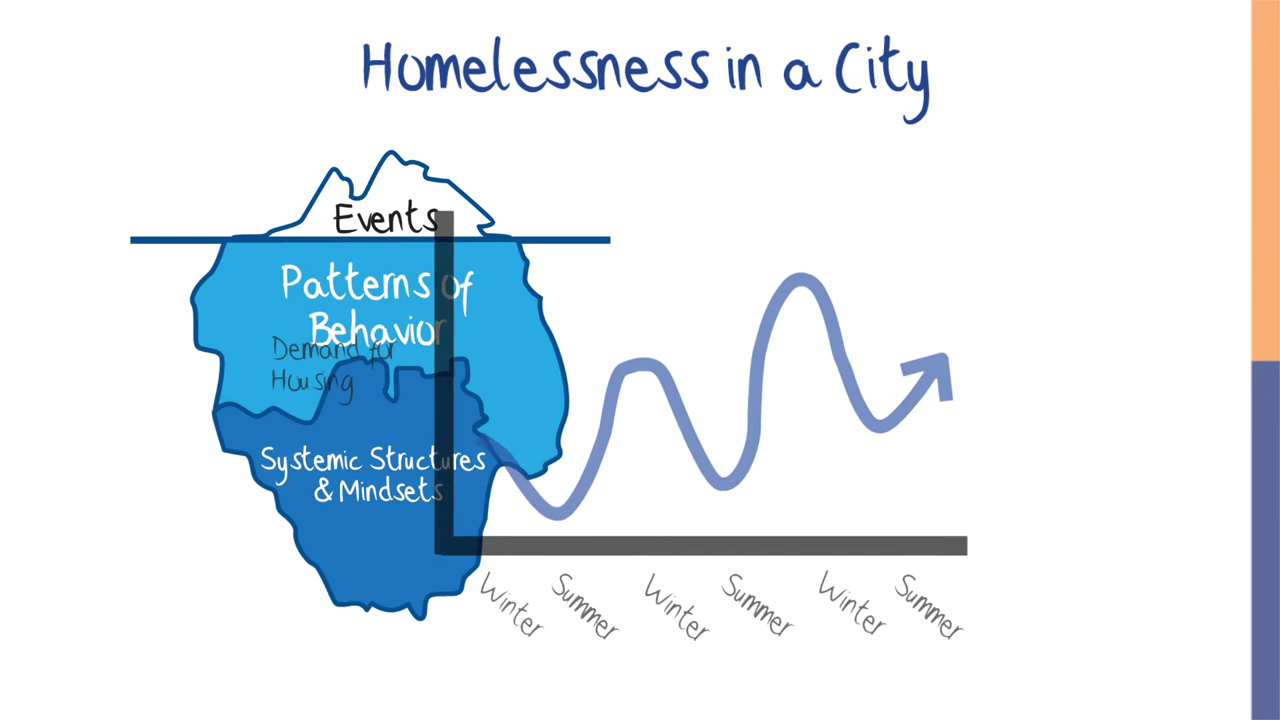 Homelessness in a City
Events
Patterns of
Behavior
Demand for
Housing
Systemic Structures
& Mindsets
Winter
Summer
Winter
Summer
Winter
Summer